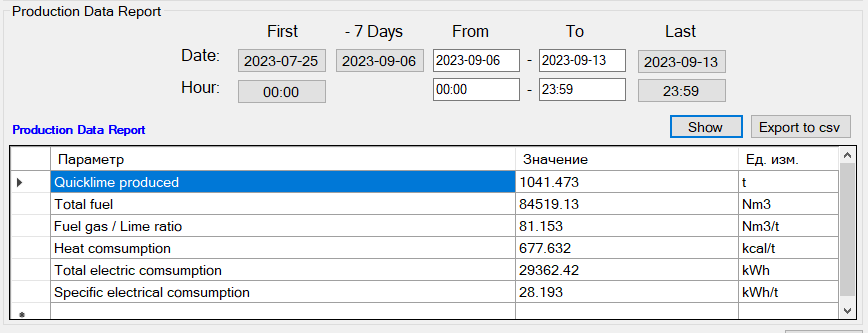 Production Data Report
First - 7 Days From To Last
Date: 2023-07-25 2023-09-06 2023-09-06 - 2023-09-13 2023-09-13
Hour: 00:00 00:00 - 23:59 23:59
Production Data Report Show Export to csv
Параметр Значение Ед. изм.
Quicklime produced 1041.473 t
Total fuel 84519.13 Nm3
Fuel gas / Lime ratio 81.153 Nm3/t
Heat comsumption 677.632 kcal/t
Total electric comsumption 29362.42 kWh
Specific electrical comsumption 28.193 kWh/t